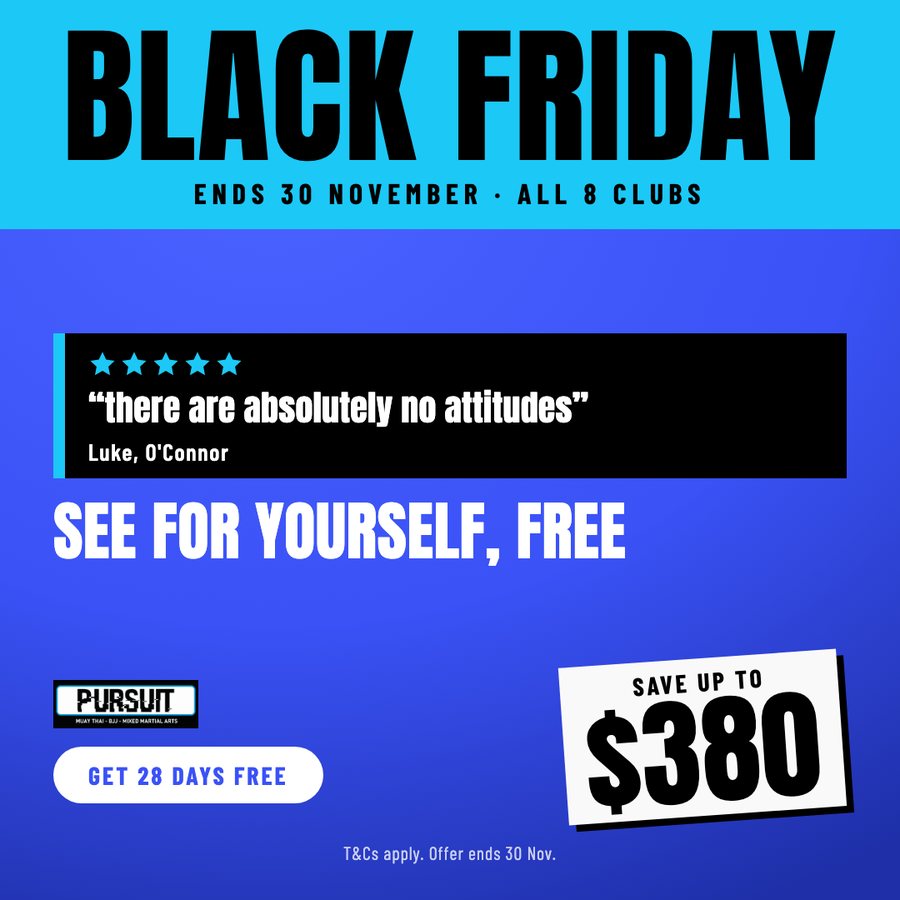 BLACK FRIDAY
ENDS 30 NOVEMBER · ALL 8 CLUBS
“there are absolutely no attitudes”
Luke, O'Connor
SEE FOR YOURSELF, FREE
PURSUIT
MUAY THAI - BJJ - MIXED MARTIAL ARTS
GET 28 DAYS FREE
SAVE UP TO
$380
T&Cs apply. Offer ends 30 Nov.